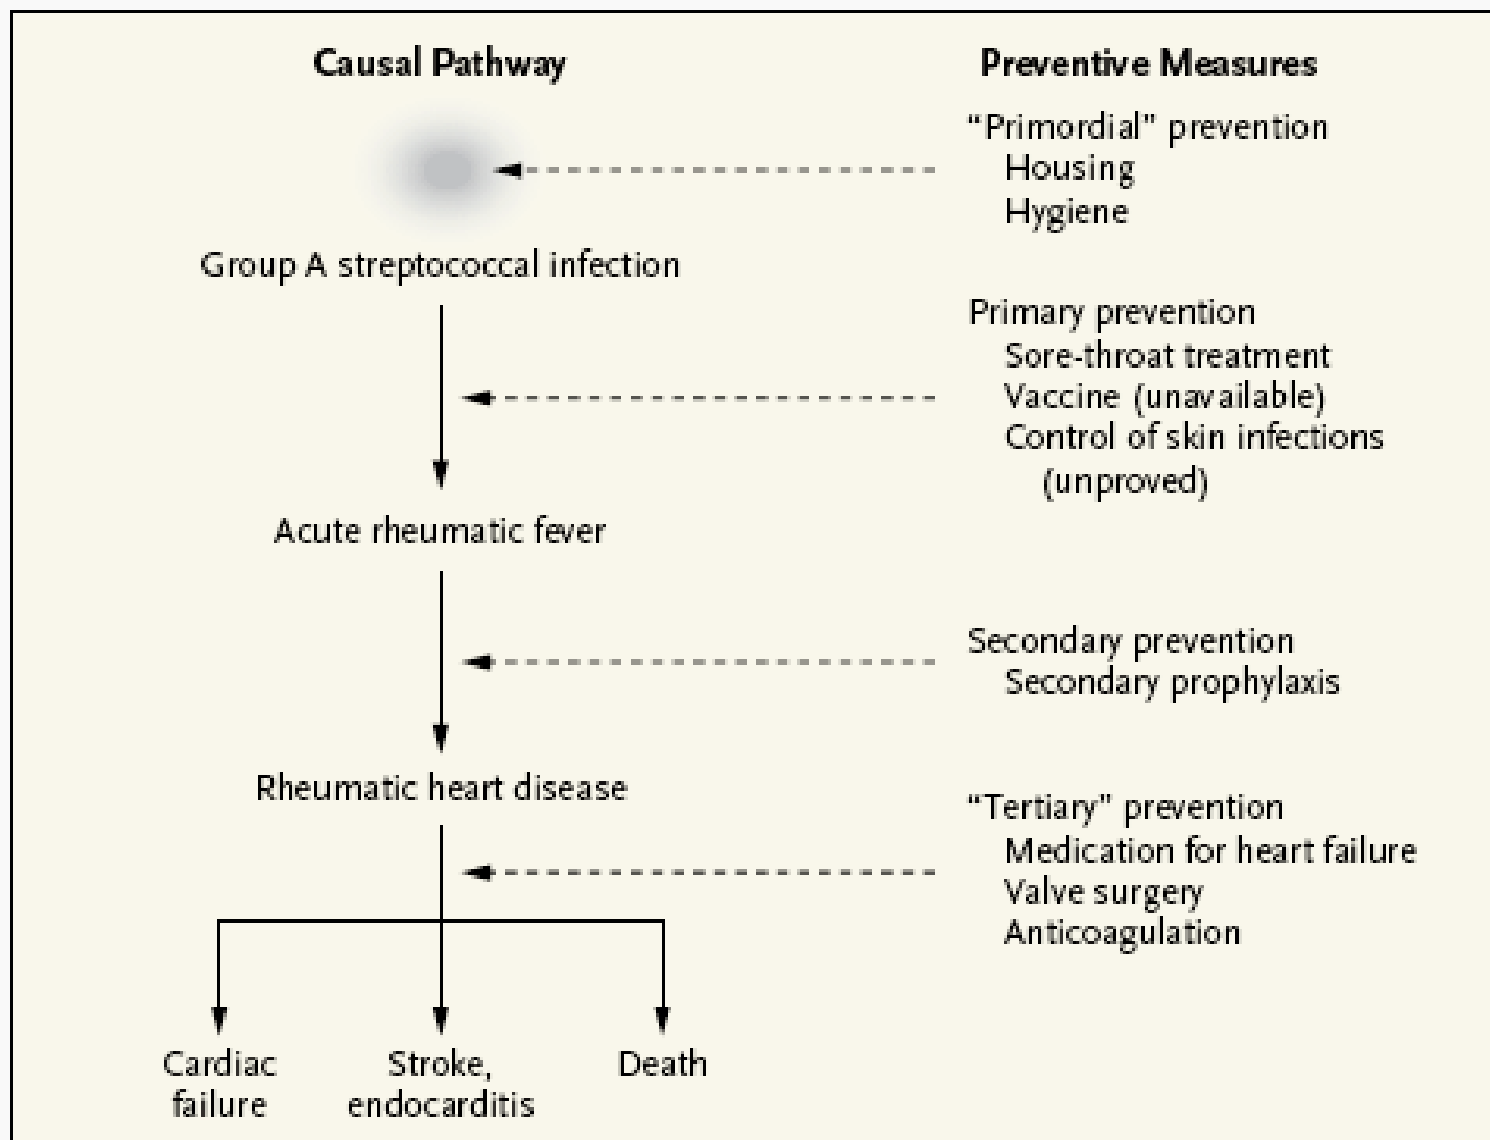 Causal Pathway
Preventive Measures
“Primordial” prevention
Housing
Hygiene
Group A streptococcal infection
Primary prevention
Sore-throat treatment
Vaccine (unavailable)
Control of skin infections
(unproved)
Acute rheumatic fever
Secondary prevention
Secondary prophylaxis
Rheumatic heart disease
“Tertiary” prevention
Medication for heart failure
Valve surgery
Anticoagulation
Cardiac
failure
Stroke,
endocarditis
Death